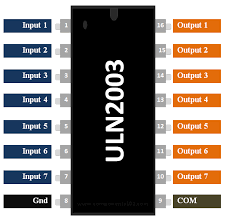 Input 1 1 16 Output 1
Input 2 2 15 Output 2
Input 3 3 14 Output 3
Input 4 4 13 Output 4
Input 5 5 12 Output 5
Input 6 6 11 Output 6
Input 7 7 10 Output 7
Gnd 8 9 COM
ULN2003